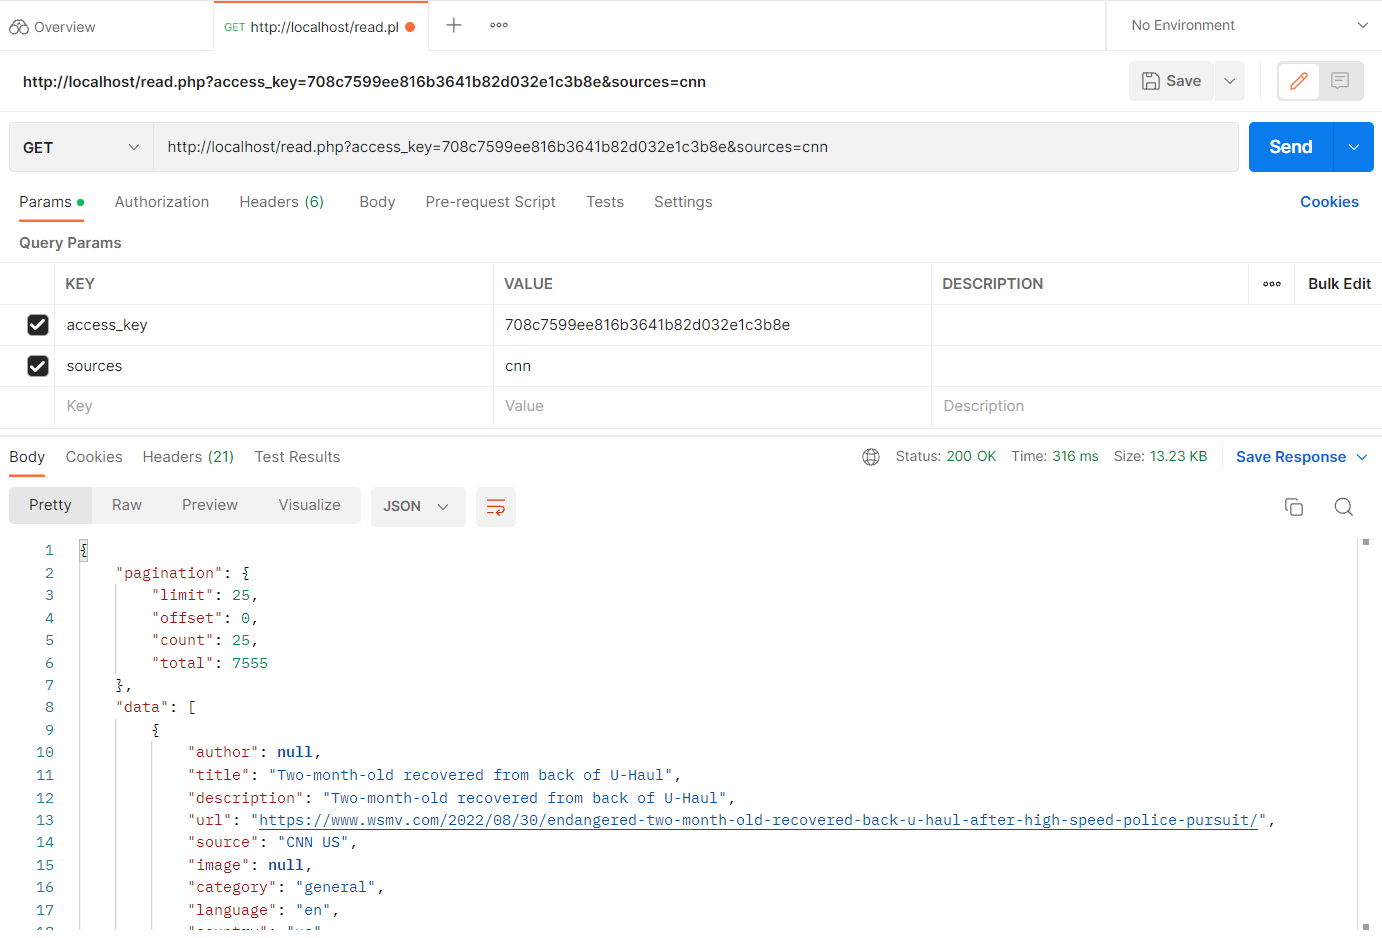 Overview
GET http://localhost/read.pl
No Environment
http://localhost/read.php?access_key=708c7599ee816b3641b82d032e1c3b8e&sources=cnn
Save
GET http://localhost/read.php?access_key=708c7599ee816b3641b82d032e1c3b8e&sources=cnn Send
Params Authorization Headers (6) Body Pre-request Script Tests Settings Cookies
Query Params
KEY VALUE DESCRIPTION Bulk Edit
access_key 708c7599ee816b3641b82d032e1c3b8e
sources cnn
Key Value Description
Body Cookies Headers (21) Test Results Status: 200 OK Time: 316 ms Size: 13.23 KB Save Response
Pretty Raw Preview Visualize JSON
1 {
2 "pagination": {
3 "limit": 25,
4 "offset": 0,
5 "count": 25,
6 "total": 7555
7 },
8 "data": [
9 {
10 "author": null,
11 "title": "Two-month-old recovered from back of U-Haul",
12 "description": "Two-month-old recovered from back of U-Haul",
13 "url": "https://www.wsmv.com/2022/08/30/endangered-two-month-old-recovered-back-u-haul-after-high-speed-police-pursuit/",
14 "source": "CNN US",
15 "image": null,
16 "category": "general",
17 "language": "en",